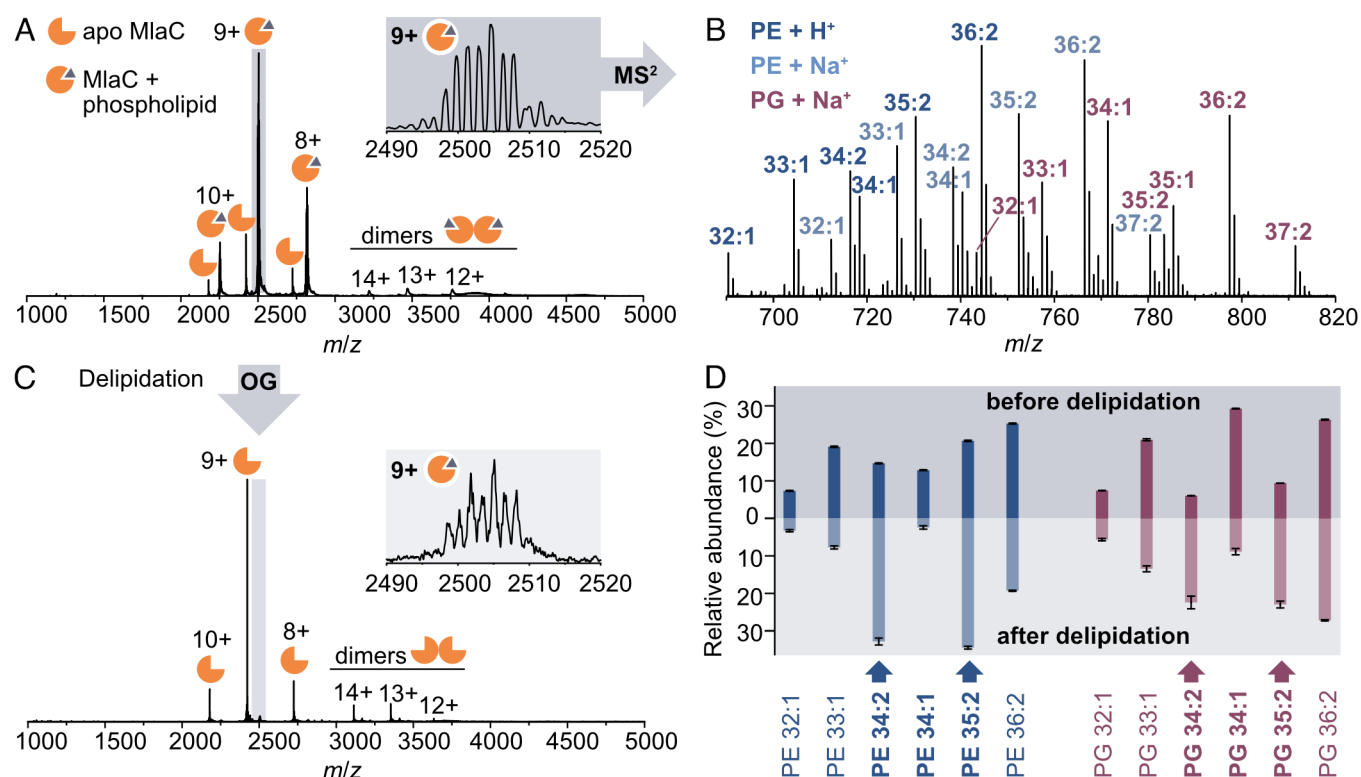 A
apo MlaC
MlaC +
phospholipid
9+
10+
8+
dimers
14+ 13+ 12+
1000 1500 2000 2500 3000 3500 4000 4500 5000
m/z
9+
2490 2500 2510 2520
MS²
B
PE + H⁺
PE + Na⁺
PG + Na⁺
32:1
33:1
34:2
34:1
35:2
36:2
32:1
33:1
34:2
34:1
35:2
36:2
37:2
32:1
33:1
34:1
35:2
35:1
36:2
37:2
700 720 740 760 780 800 820
m/z
C
Delipidation
OG
9+
10+
8+
dimers
14+ 13+ 12+
1000 1500 2000 2500 3000 3500 4000 4500 5000
m/z
9+
2490 2500 2510 2520
D
Relative abundance (%)
30
20
10
0
10
20
30
before delipidation
after delipidation
PE 32:1
PE 33:1
PE 34:2
PE 34:1
PE 35:2
PE 36:2
PG 32:1
PG 33:1
PG 34:2
PG 34:1
PG 35:2
PG 36:2